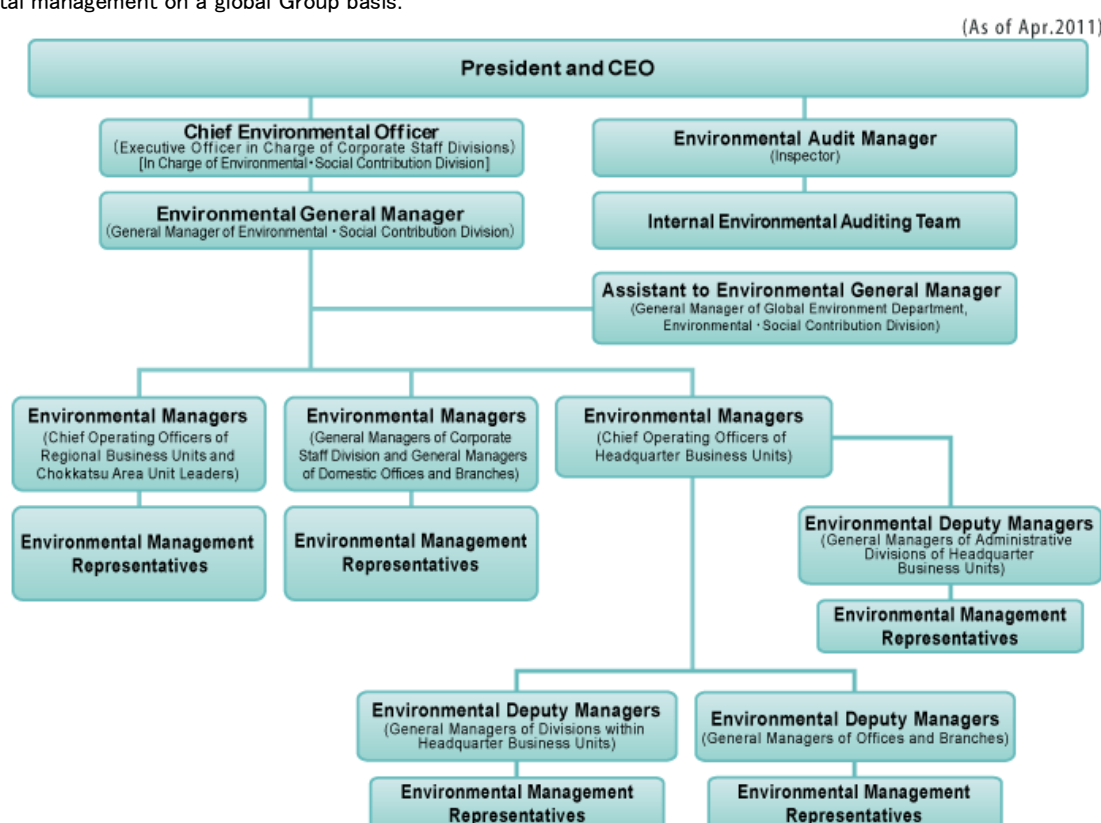 tal management on a global Group basis.
(As of Apr.2011)
President and CEO
Chief Environmental Officer
(Executive Officer in Charge of Corporate Staff Divisions)
[In Charge of Environmental・Social Contribution Division]
Environmental Audit Manager
(Inspector)
Environmental General Manager
(General Manager of Environmental・Social Contribution Division)
Internal Environmental Auditing Team
Assistant to Environmental General Manager
(General Manager of Global Environment Department,
Environmental・Social Contribution Division)
Environmental Managers
(Chief Operating Officers of
Regional Business Units and
Chokkatsu Area Unit Leaders)
Environmental Managers
(General Managers of Corporate
Staff Division and General Managers
of Domestic Offices and Branches)
Environmental Managers
(Chief Operating Officers of
Headquarter Business Units)
Environmental Management
Representatives
Environmental Management
Representatives
Environmental Deputy Managers
(General Managers of Administrative
Divisions of Headquarter
Business Units)
Environmental Management
Representatives
Environmental Deputy Managers
(General Managers of Divisions within
Headquarter Business Units)
Environmental Deputy Managers
(General Managers of Offices and Branches)
Environmental Management
Representatives
Environmental Management
Representatives